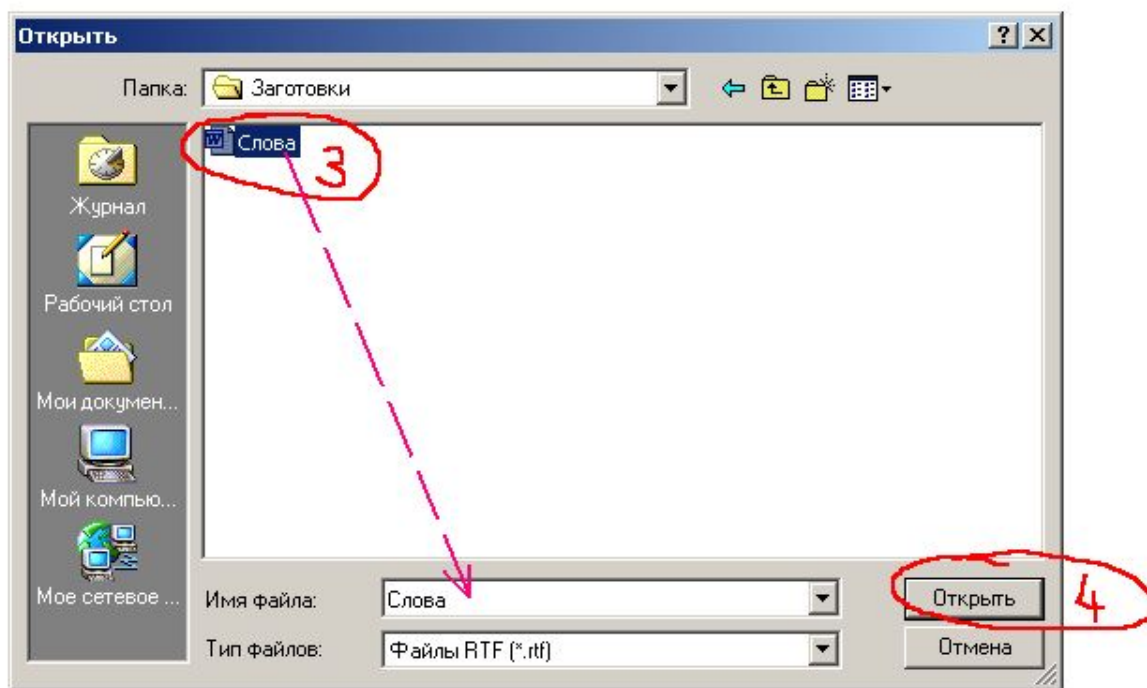 Открыть
Папка: Заготовки
Слова 3
Журнал
Рабочий стол
Мои докумен...
Мой компью...
Мое сетевое ...
Имя файла: Слова
Открыть 4
Тип файлов: Файлы RTF (*.rtf)
Отмена